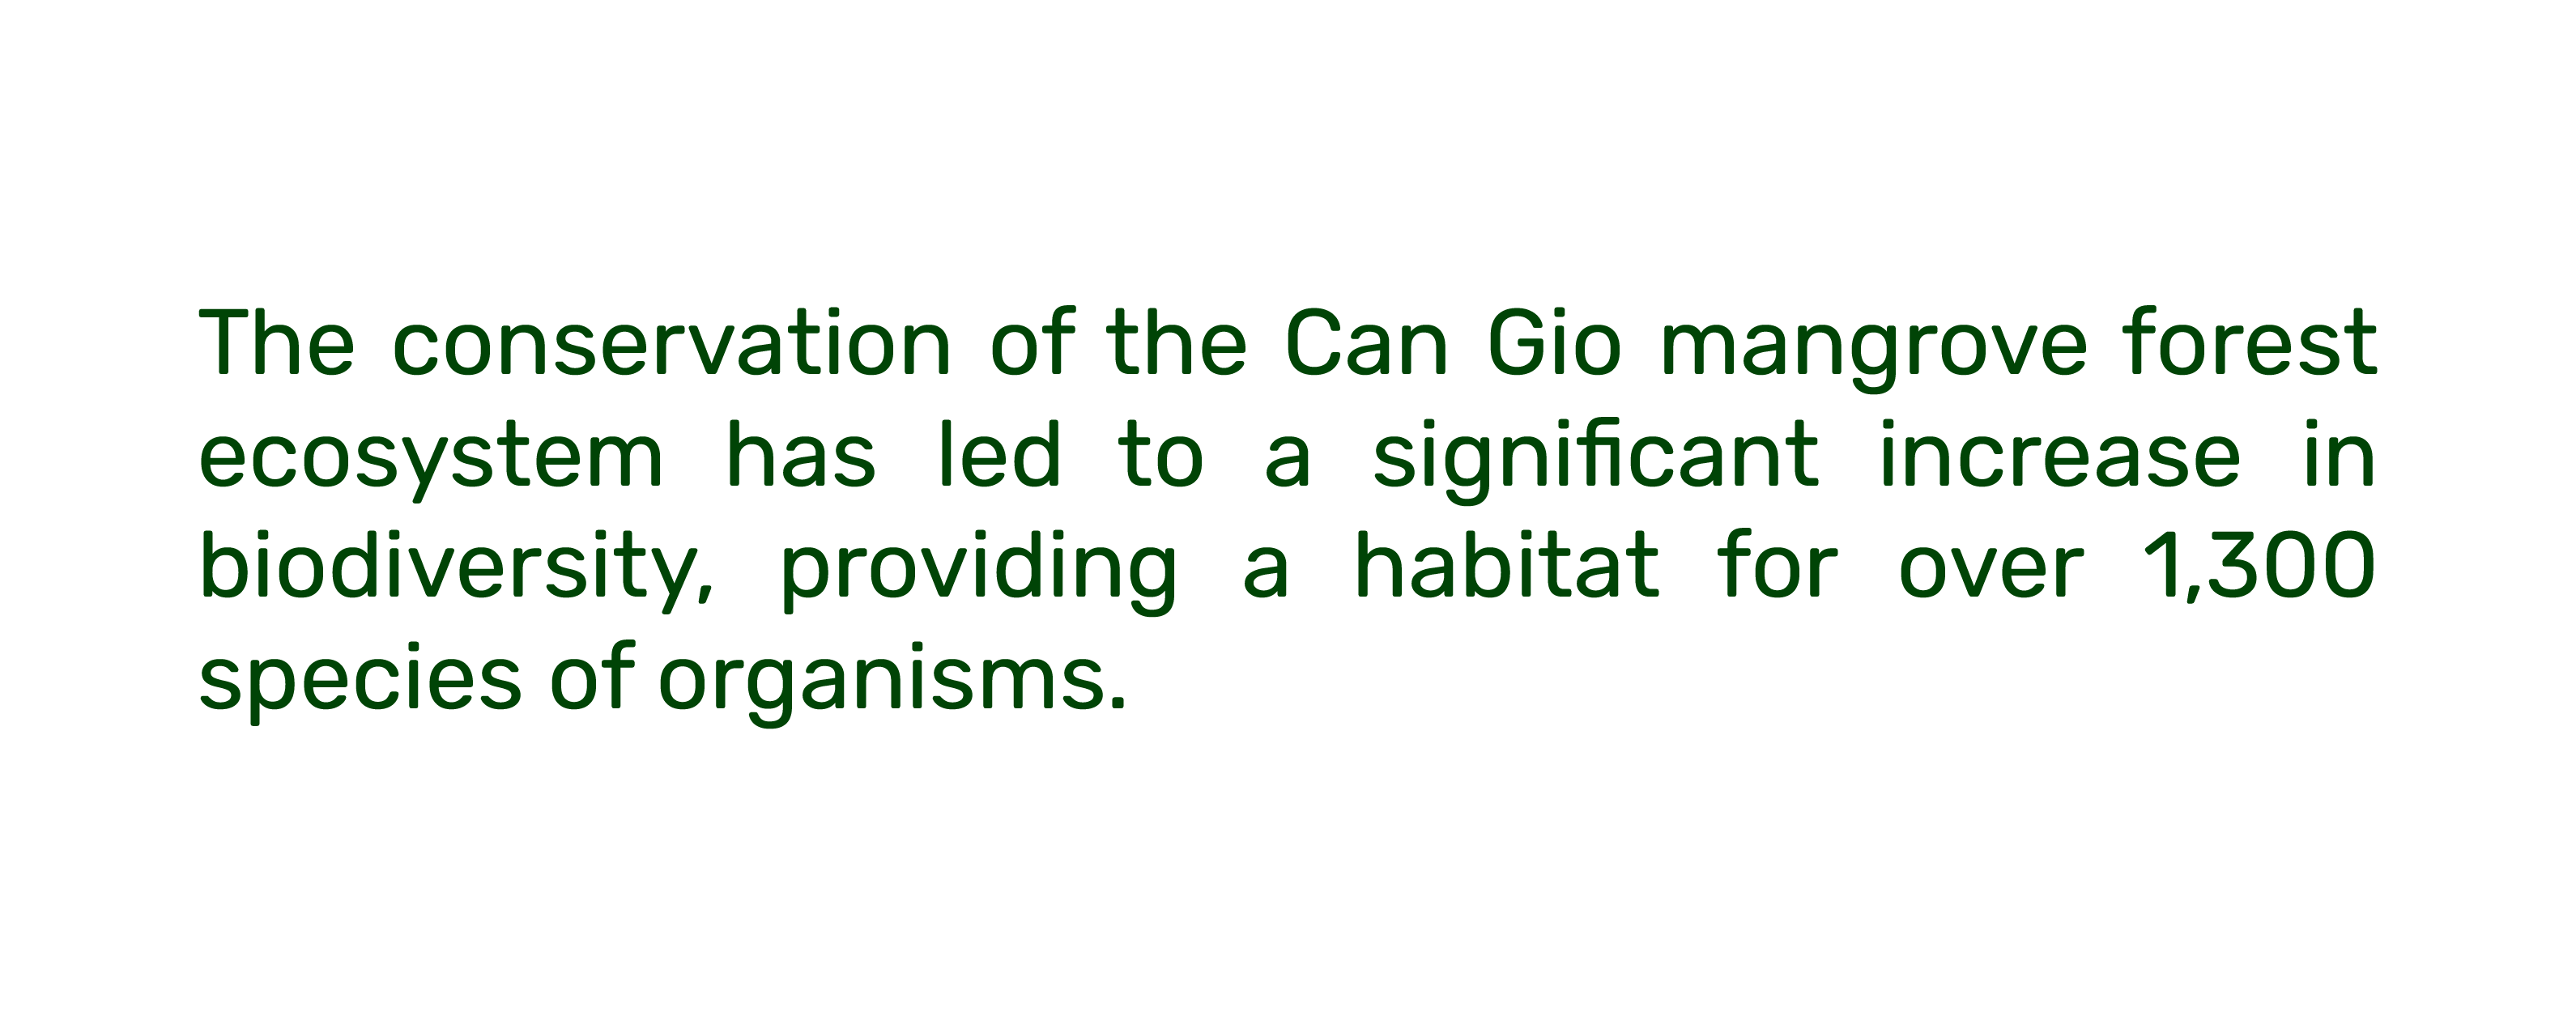 The conservation of the Can Gio mangrove forest
ecosystem has led to a significant increase in
biodiversity, providing a habitat for over 1,300
species of organisms.